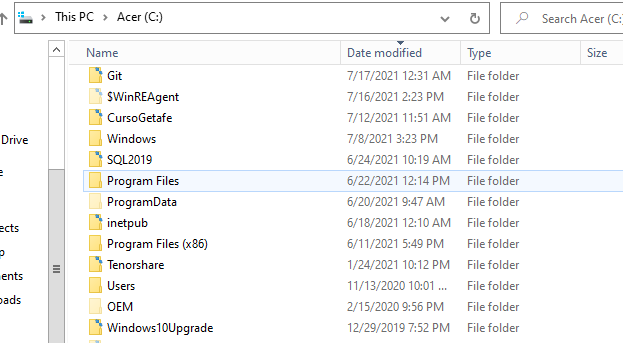 This PC > Acer (C:)
Search Acer (C:)
Name Date modified Type Size
Git 7/17/2021 12:31 AM File folder
$WinREAgent 7/16/2021 2:23 PM File folder
CursoGetafe 7/12/2021 11:51 AM File folder
Windows 7/8/2021 3:23 PM File folder
SQL2019 6/24/2021 10:19 AM File folder
Program Files 6/22/2021 12:14 PM File folder
ProgramData 6/20/2021 9:47 AM File folder
inetpub 6/18/2021 12:10 AM File folder
Program Files (x86) 6/11/2021 5:49 PM File folder
Tenorshare 1/24/2021 10:12 PM File folder
Users 11/13/2020 10:01 ... File folder
OEM 2/15/2020 9:56 PM File folder
Windows10Upgrade 12/29/2019 7:52 PM File folder
Drive
e
ects
p
ents
oads